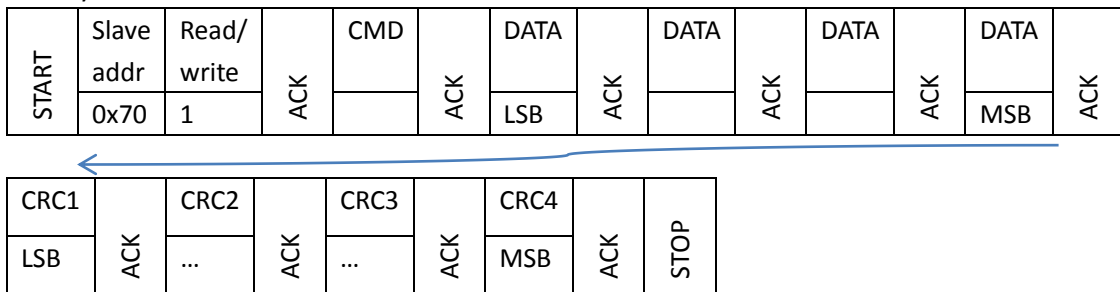 START Slave Read/ ACK CMD ACK DATA ACK DATA ACK DATA ACK DATA ACK
addr write
0x70 1 LSB MSB
CRC1 ACK CRC2 ACK CRC3 ACK CRC4 ACK STOP
LSB ... ... MSB